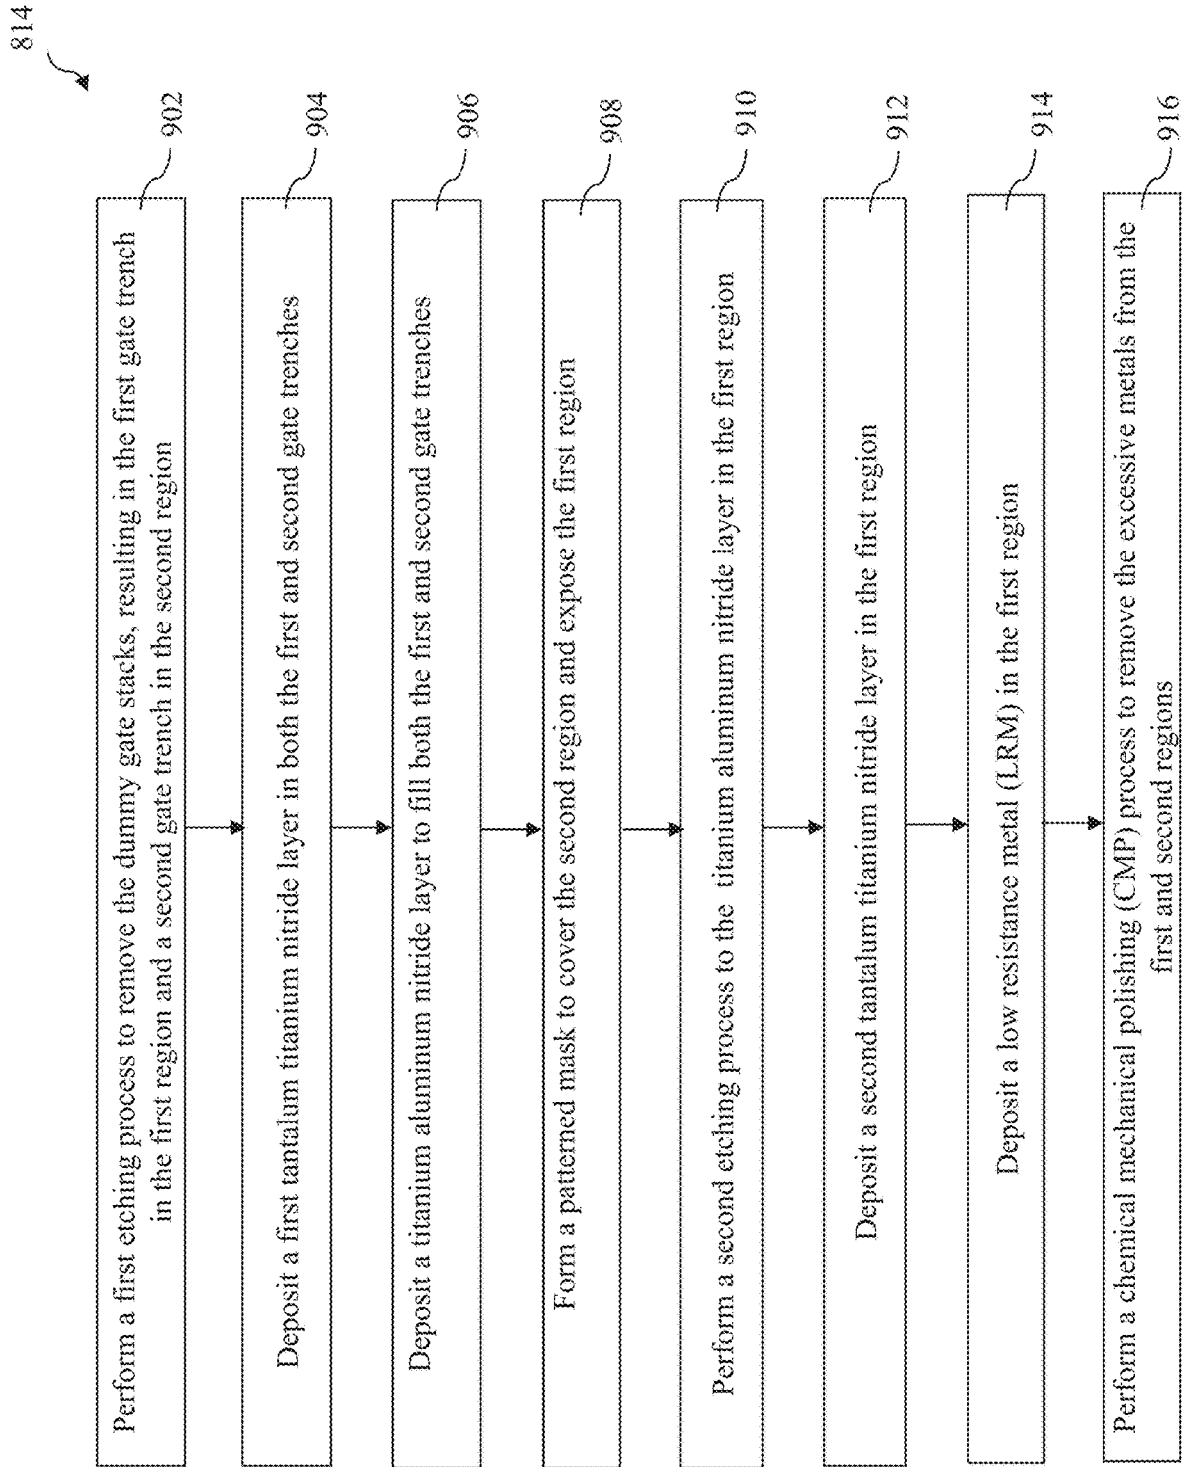 814
Perform a first etching process to remove the dummy gate stacks, resulting in the first gate trench
in the first region and a second gate trench in the second region
902
Deposit a first tantalum titanium nitride layer in both the first and second gate trenches
904
Deposit a titanium aluminum nitride layer to fill both the first and second gate trenches
906
Form a patterned mask to cover the second region and expose the first region
908
Perform a second etching process to the titanium aluminum nitride layer in the first region
910
Deposit a second tantalum titanium nitride layer in the first region
912
Deposit a low resistance metal (LRM) in the first region
914
Perform a chemical mechanical polishing (CMP) process to remove the excessive metals from the
first and second regions
916